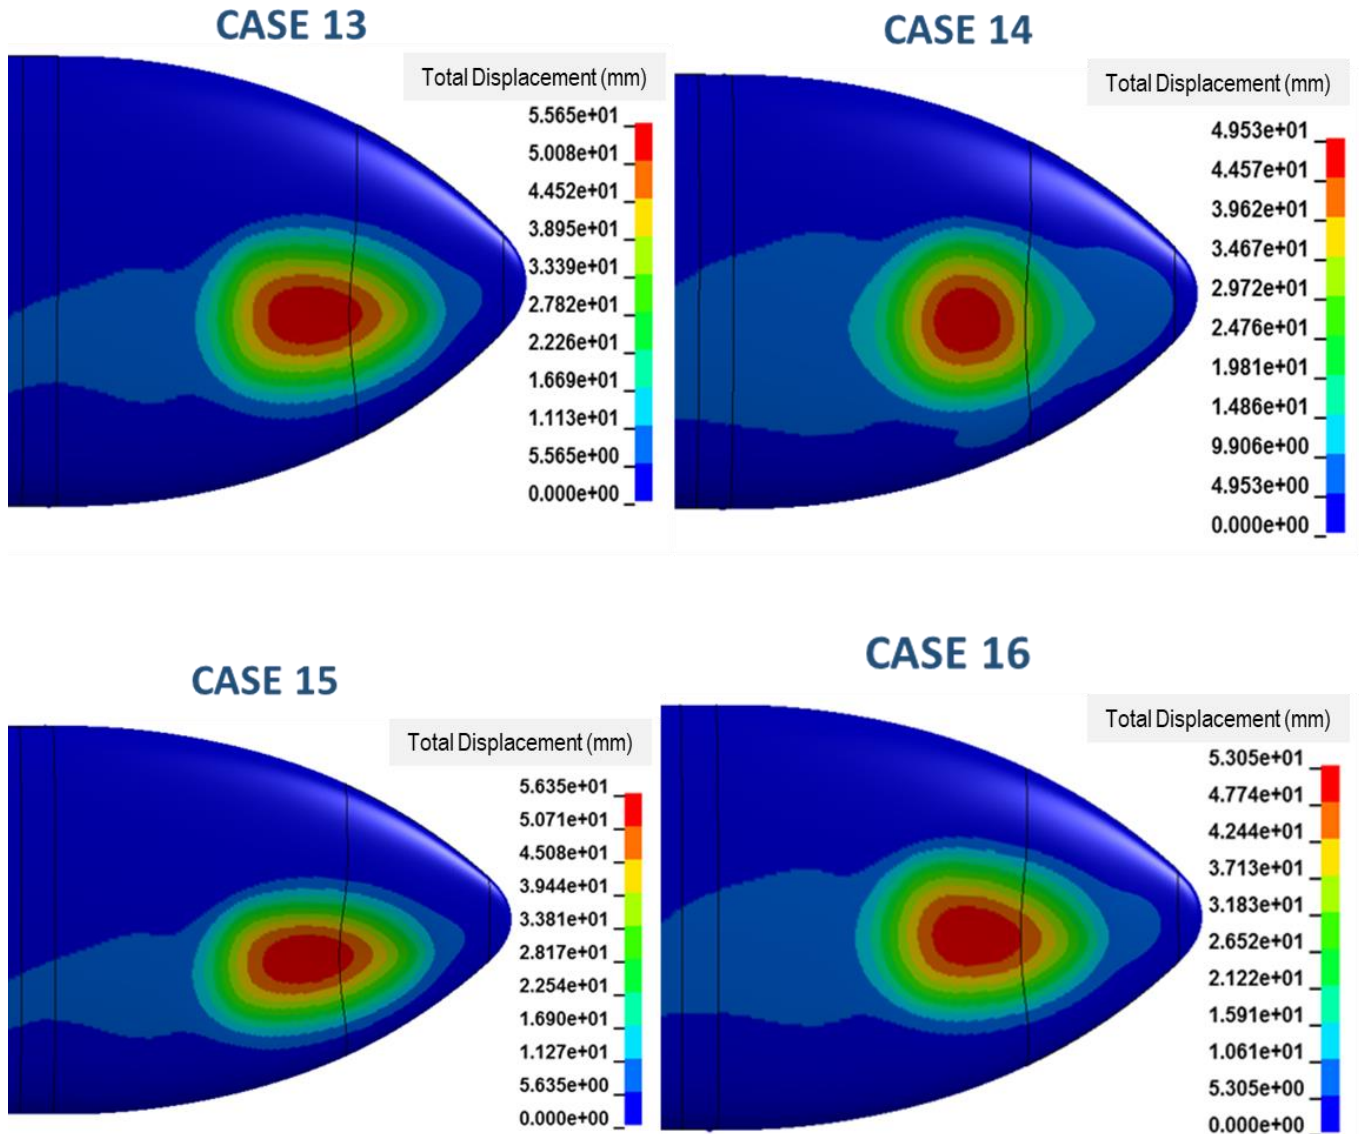 CASE 13
Total Displacement (mm)
5.565e+01
5.008e+01
4.452e+01
3.895e+01
3.339e+01
2.782e+01
2.226e+01
1.669e+01
1.113e+01
5.565e+00
0.000e+00
CASE 14
Total Displacement (mm)
4.953e+01
4.457e+01
3.962e+01
3.467e+01
2.972e+01
2.476e+01
1.981e+01
1.486e+01
9.906e+00
4.953e+00
0.000e+00
CASE 15
Total Displacement (mm)
5.635e+01
5.071e+01
4.508e+01
3.944e+01
3.381e+01
2.817e+01
2.254e+01
1.690e+01
1.127e+01
5.635e+00
0.000e+00
CASE 16
Total Displacement (mm)
5.305e+01
4.774e+01
4.244e+01
3.713e+01
3.183e+01
2.652e+01
2.122e+01
1.591e+01
1.061e+01
5.305e+00
0.000e+00